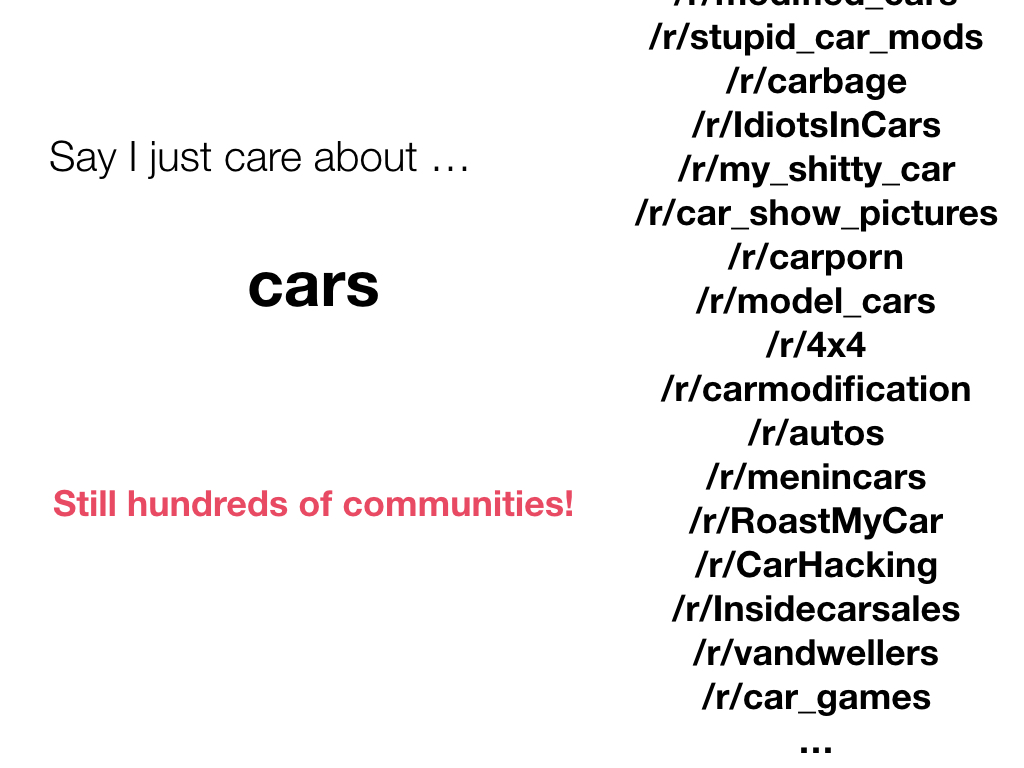 Say I just care about …
cars
Still hundreds of communities!
/r/stupid_car_mods
/r/carbage
/r/IdiotsInCars
/r/my_shitty_car
/r/car_show_pictures
/r/carporn
/r/model_cars
/r/4x4
/r/carmodification
/r/autos
/r/menincars
/r/RoastMyCar
/r/CarHacking
/r/Insidecarsales
/r/vandwellers
/r/car_games
…